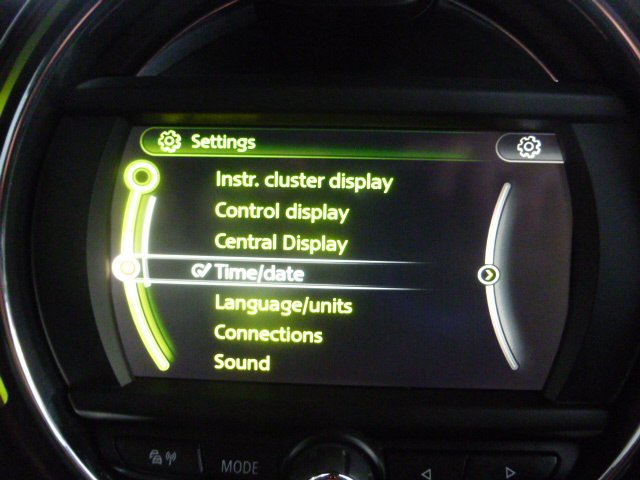 Settings
Instr. cluster display
Control display
Central Display
Time/date
Language/units
Connections
Sound
MODE